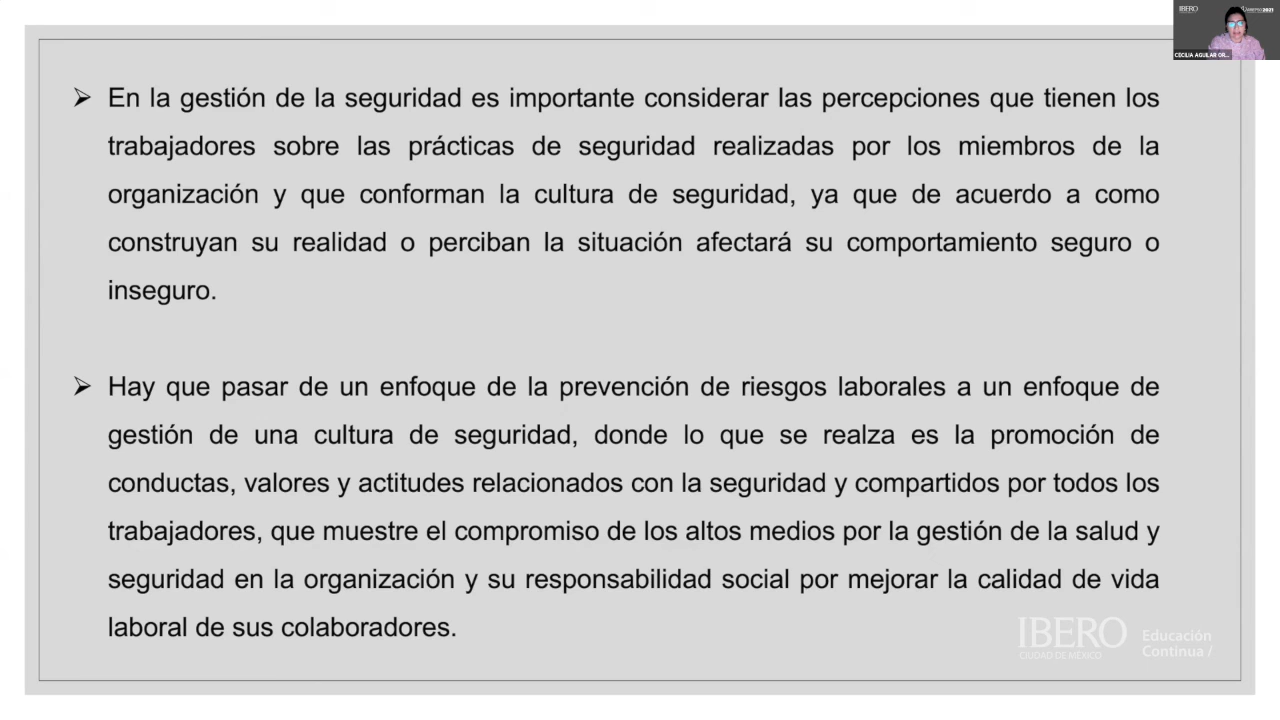 IBERO
CECILIA AGUILAR OR...
➢ En la gestión de la seguridad es importante considerar las percepciones que tienen los
trabajadores sobre las prácticas de seguridad realizadas por los miembros de la
organización y que conforman la cultura de seguridad, ya que de acuerdo a como
construyan su realidad o perciban la situación afectará su comportamiento seguro o
inseguro.
➢ Hay que pasar de un enfoque de la prevención de riesgos laborales a un enfoque de
gestión de una cultura de seguridad, donde lo que se realza es la promoción de
conductas, valores y actitudes relacionados con la seguridad y compartidos por todos los
trabajadores, que muestre el compromiso de los altos medios por la gestión de la salud y
seguridad en la organización y su responsabilidad social por mejorar la calidad de vida
laboral de sus colaboradores.
IBERO
CIUDAD DE MÉXICO
Educación
Continua /